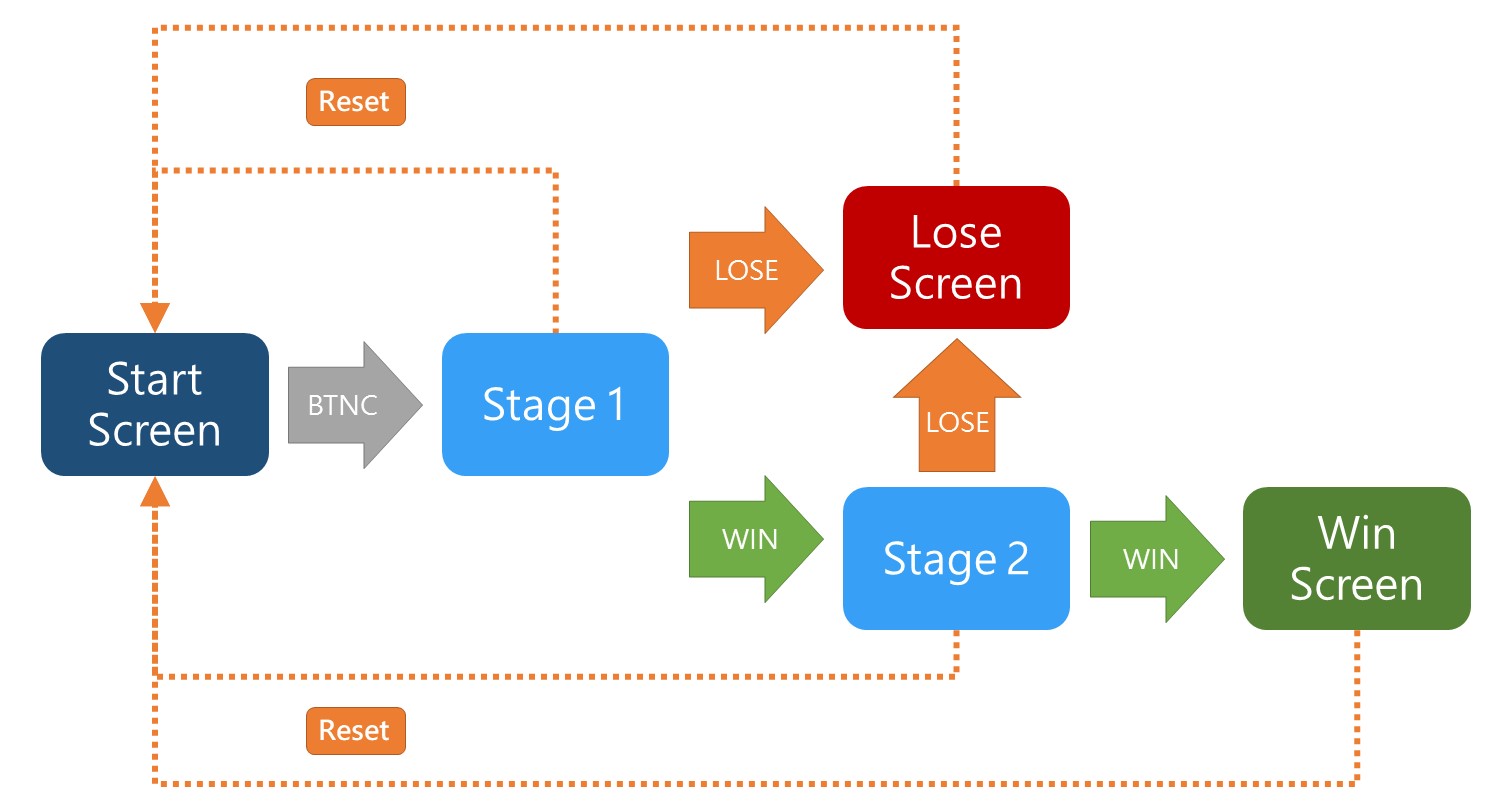 Reset
LOSE
Lose
Screen
Start
Screen
BTNC
Stage 1
LOSE
WIN
Stage 2
WIN
Win
Screen
Reset